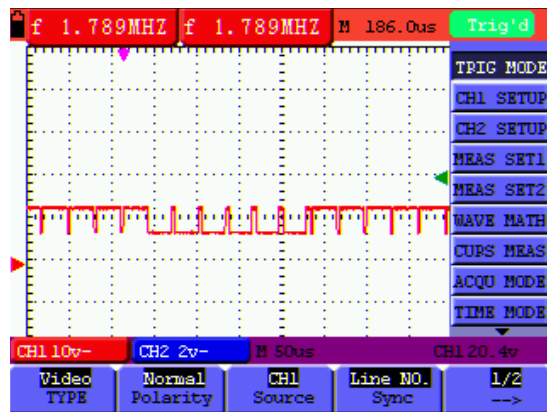 f 1.789MHZ f 1.789MHZ M 186.0us Trig'd
TRIG MODE
CH1 SETUP
CH2 SETUP
MEAS SET1
MEAS SET2
WAVE MATH
CURS MEAS
ACQU MODE
TIME MODE
CH1 10v- CH2 2v- M 50us CH1 20.4v
Video Normal CH1 Line NO. 1/2
TYPE Polarity Source Sync -->